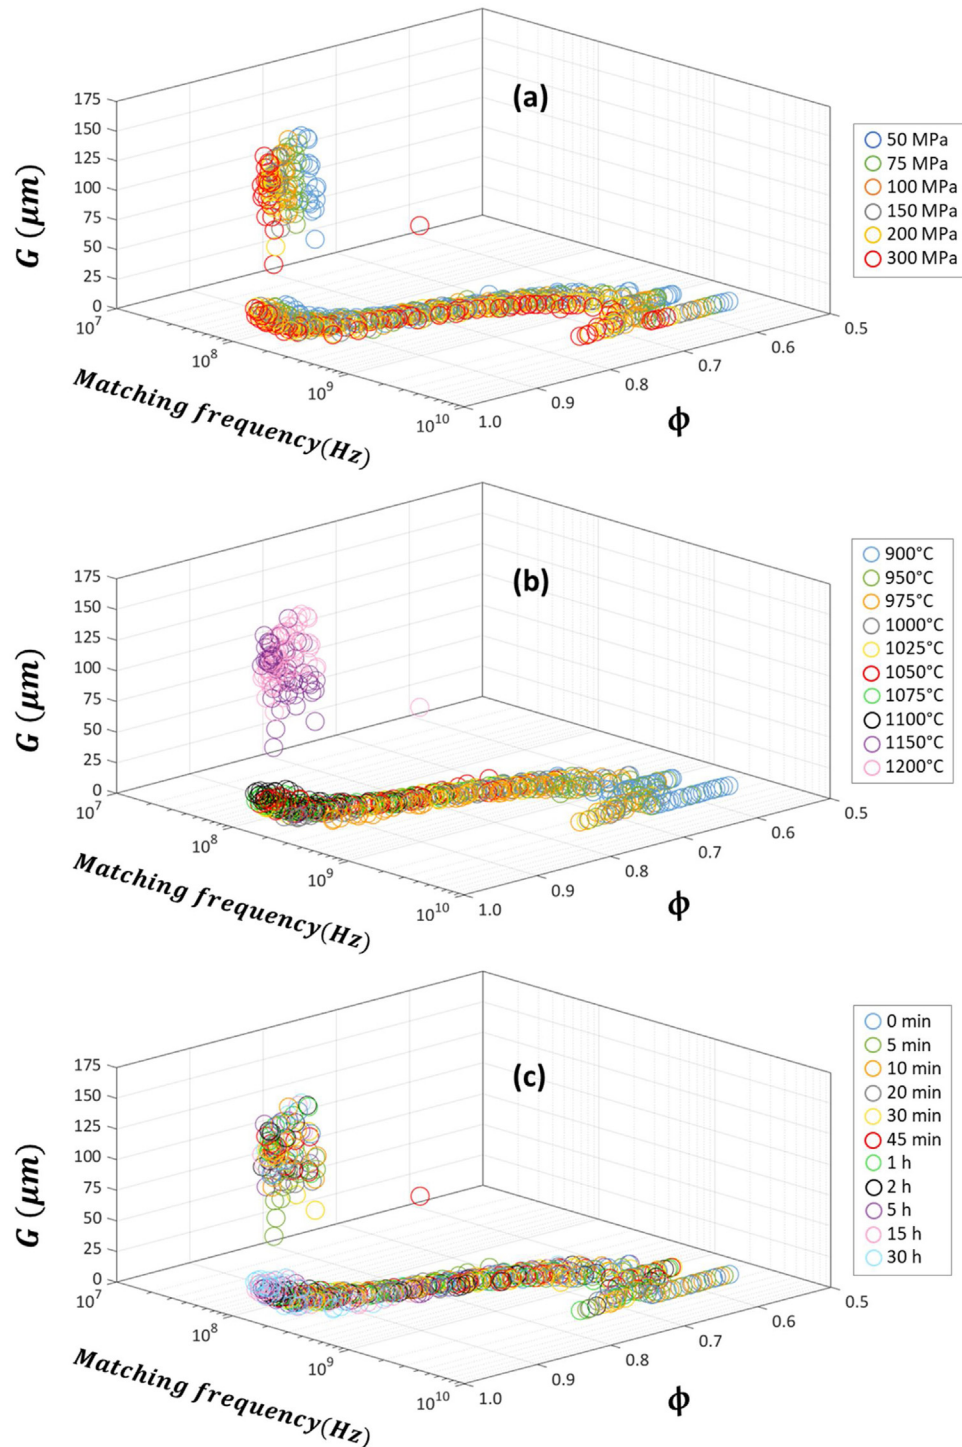 (a)
175
150
125
100
75
50
25
0
G (μm)
10⁷
10⁸
10⁹
10¹⁰
Matching frequency(Hz)
1.0
0.9
0.8
0.7
0.6
0.5
ϕ
50 MPa
75 MPa
100 MPa
150 MPa
200 MPa
300 MPa
(b)
175
150
125
100
75
50
25
0
G (μm)
10⁷
10⁸
10⁹
10¹⁰
Matching frequency(Hz)
1.0
0.9
0.8
0.7
0.6
0.5
ϕ
900°C
950°C
975°C
1000°C
1025°C
1050°C
1075°C
1100°C
1150°C
1200°C
(c)
175
150
125
100
75
50
25
0
G (μm)
10⁷
10⁸
10⁹
10¹⁰
Matching frequency(Hz)
1.0
0.9
0.8
0.7
0.6
0.5
ϕ
0 min
5 min
10 min
20 min
30 min
45 min
1 h
2 h
5 h
15 h
30 h